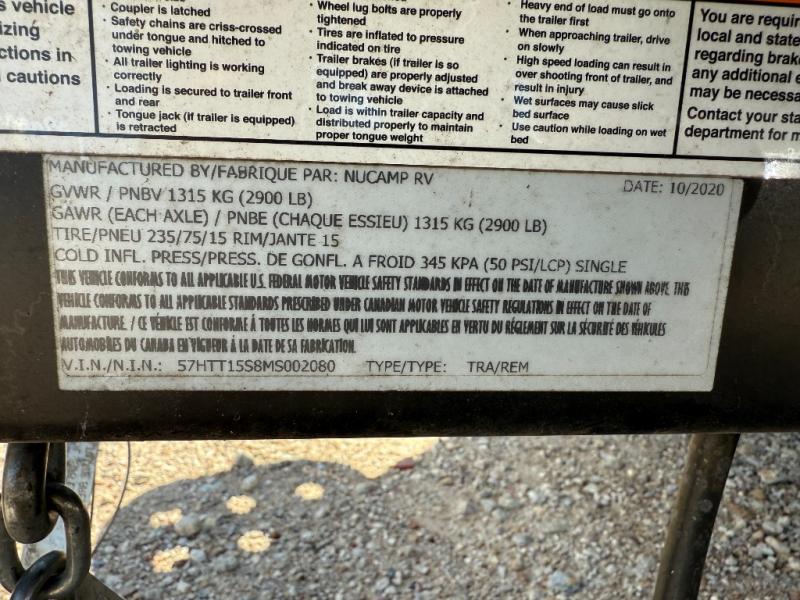 s vehicle
izing
ctions in
cautions
· Coupler is latched
· Safety chains are criss-crossed
under tongue and hitched to
towing vehicle
· All trailer lighting is working
correctly
· Loading is secured to trailer front
and rear
· Tongue jack (if trailer is equipped)
is retracted
· Wheel lug bolts are properly
tightened
· Tires are inflated to pressure
indicated on tire
· Trailer brakes (if trailer is so
equipped) are properly adjusted
and break away device is attached
to towing vehicle
· Load is within trailer capacity and
distributed properly to maintain
proper tongue weight
· Heavy end of load must go onto
the trailer first
· When approaching trailer, drive
on slowly
· High speed loading can result in
over shooting front of trailer, and
result in injury
· Wet surfaces may cause slick
bed surface
· Use caution while loading on wet
bed
You are requir
local and state
regarding brak
any additional e
may be necessa
Contact your sta
department for m
MANUFACTURED BY/FABRIQUE PAR: NUCAMP RV
DATE: 10/2020
GVWR / PNBV 1315 KG (2900 LB)
GAWR (EACH AXLE) / PNBE (CHAQUE ESSIEU) 1315 KG (2900 LB)
TIRE/PNEU 235/75/15 RIM/JANTE 15
COLD INFL. PRESS/PRESS. DE GONFL. A FROID 345 KPA (50 PSI/LCP) SINGLE
THIS VEHICLE CONFORMS TO ALL APPLICABLE U.S. FEDERAL MOTOR VEHICLE SAFETY STANDARDS IN EFFECT ON THE DATE OF MANUFACTURE SHOWN ABOVE. THIS
VEHICLE CONFORMS TO ALL APPLICABLE STANDARDS PRESCRIBED UNDER CANADIAN MOTOR VEHICLE SAFETY REGULATIONS IN EFFECT ON THE DATE OF
MANUFACTURE. / CE VÉHICLE EST CONFORME Á TOUTES LES NORMES QUI LUI SONT APPLICABLES EN VERTU DU RÉGLEMENT SUR LA SÉCURITÉ DES VÉHICULES
AUTOMOBILES DU CANADA EN VIGUEUR Á LA DATE DE SA FABRICATION.
V.I.N./N.I.N.: 57HTT15S8MS002080 TYPE/TYPE: TRA/REM